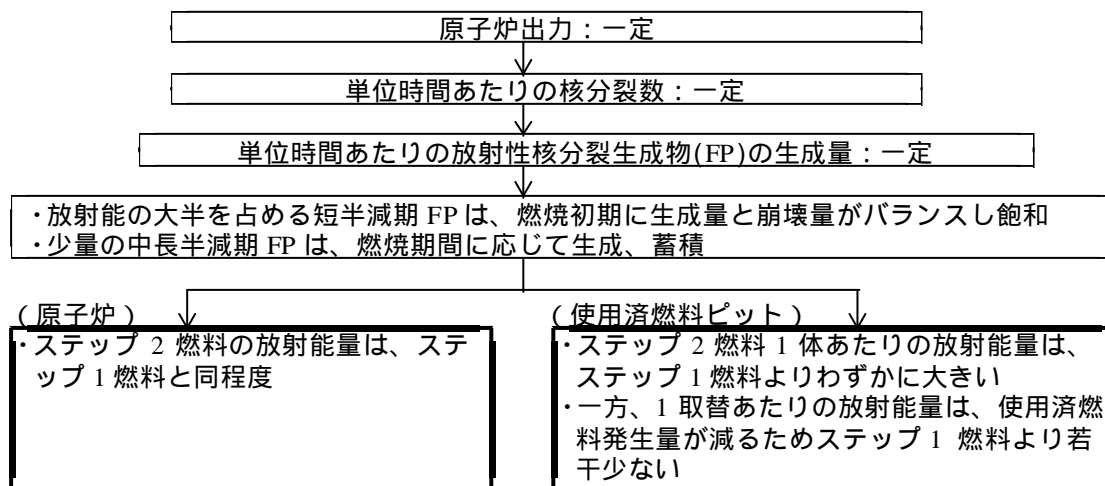 原子炉出力：一定
単位時間あたりの核分裂数：一定
単位時間あたりの放射性核分裂生成物(FP)の生成量：一定
・放射能の大半を占める短半減期 FP は、燃焼初期に生成量と崩壊量がバランスし飽和
・少量の中長半減期 FP は、燃焼期間に応じて生成、蓄積
（原子炉）
・ステップ 2 燃料の放射能量は、ステ
ップ 1 燃料と同程度
（使用済燃料ピット）
・ステップ 2 燃料 1 体あたりの放射能量は、
ステップ 1 燃料よりわずかに大きい
・一方、1 取替あたりの放射能量は、使用済燃
料発生量が減るためステップ 1 燃料より若
干少ない